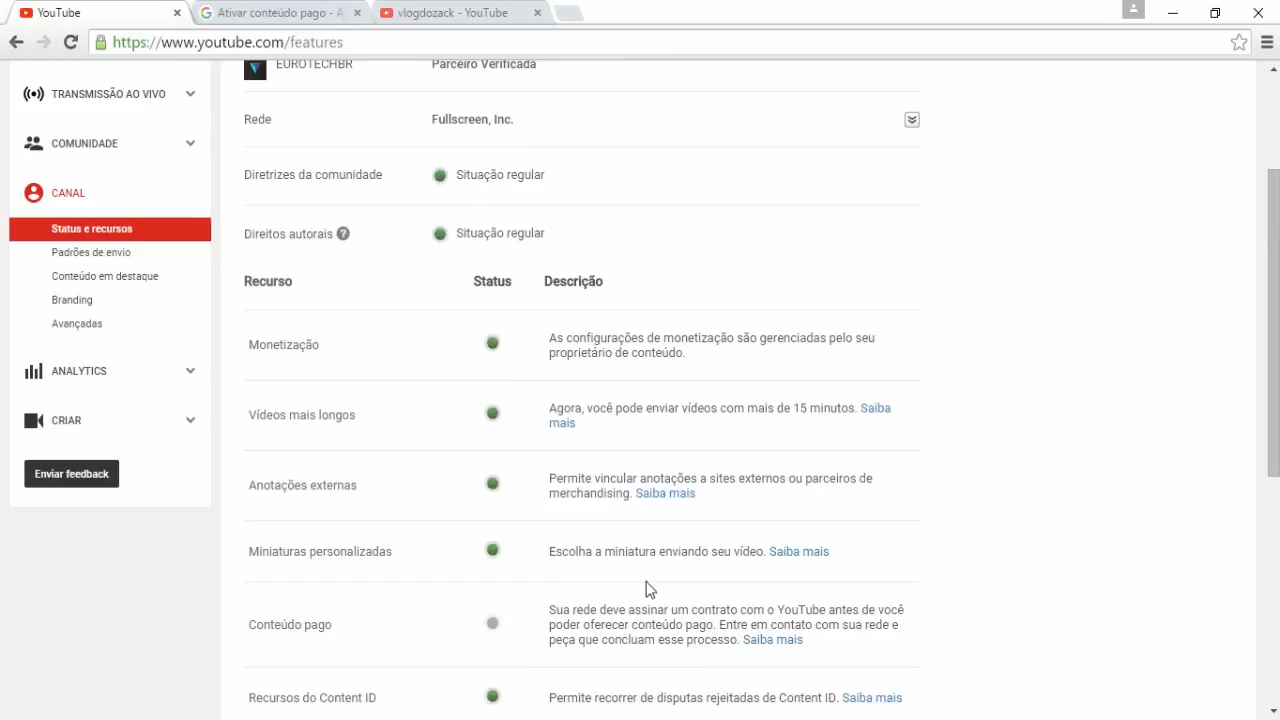 YouTube
Ativar conteúdo pago - A
vlogdozack - YouTube
https://www.youtube.com/features
TRANSMISSÃO AO VIVO
COMUNIDADE
CANAL
Status e recursos
Padrões de envio
Conteúdo em destaque
Branding
Avançadas
ANALYTICS
CRIAR
Enviar feedback
EUROTECHBR
Parceiro Verificada
Rede
Fullscreen, Inc.
Diretrizes da comunidade
Situação regular
Direitos autorais ?
Situação regular
Recurso Status Descrição
Monetização
As configurações de monetização são gerenciadas pelo seu
proprietário de conteúdo.
Vídeos mais longos
Agora, você pode enviar vídeos com mais de 15 minutos. Saiba
mais
Anotações externas
Permite vincular anotações a sites externos ou parceiros de
merchandising. Saiba mais
Miniaturas personalizadas
Escolha a miniatura enviando seu vídeo. Saiba mais
Conteúdo pago
Sua rede deve assinar um contrato com o YouTube antes de você
poder oferecer conteúdo pago. Entre em contato com sua rede e
peça que concluam esse processo. Saiba mais
Recursos do Content ID
Permite recorrer de disputas rejeitadas de Content ID. Saiba mais